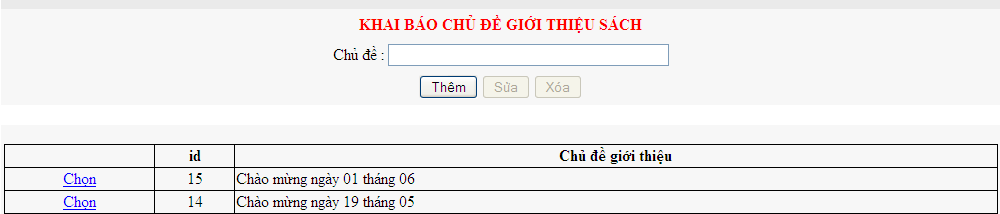 KHAI BÁO CHỦ ĐỀ GIỚI THIỆU SÁCH
Chủ đề :
Thêm Sửa Xóa
id Chủ đề giới thiệu
Chọn 15 Chào mừng ngày 01 tháng 06
Chọn 14 Chào mừng ngày 19 tháng 05